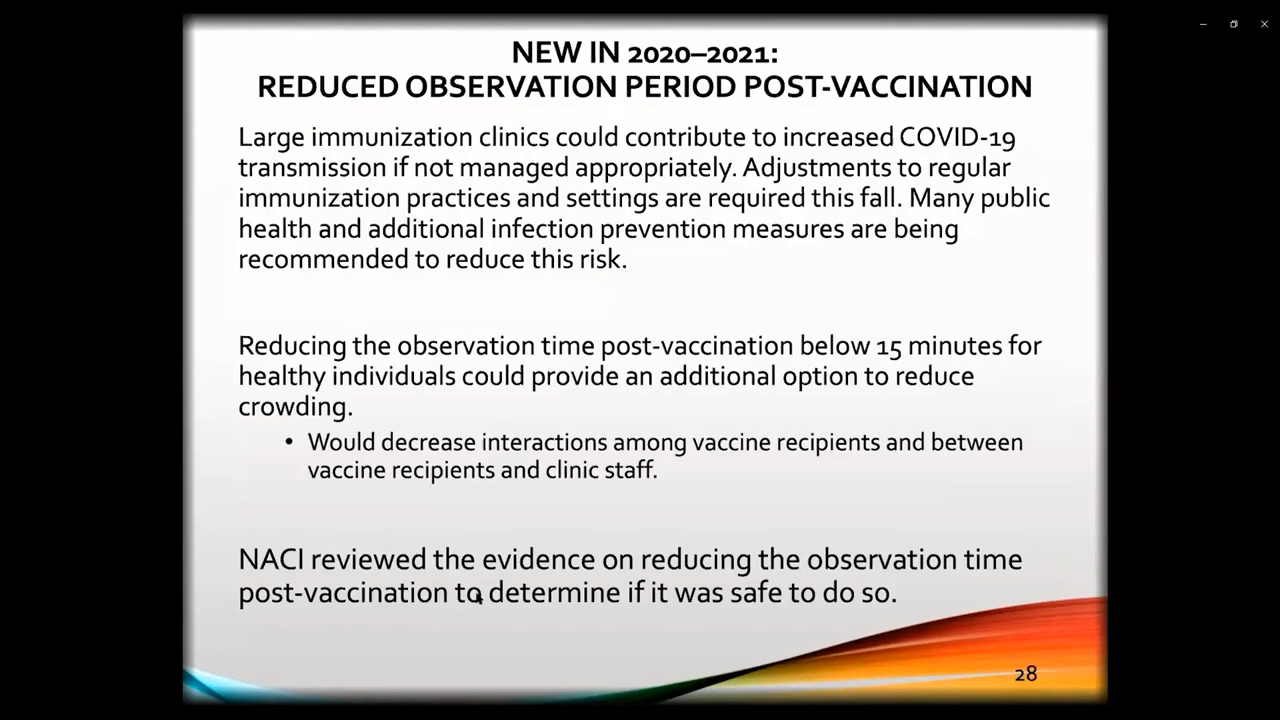 NEW IN 2020–2021:
REDUCED OBSERVATION PERIOD POST-VACCINATION
Large immunization clinics could contribute to increased COVID-19
transmission if not managed appropriately. Adjustments to regular
immunization practices and settings are required this fall. Many public
health and additional infection prevention measures are being
recommended to reduce this risk.
Reducing the observation time post-vaccination below 15 minutes for
healthy individuals could provide an additional option to reduce
crowding.
• Would decrease interactions among vaccine recipients and between
vaccine recipients and clinic staff.
NACI reviewed the evidence on reducing the observation time
post-vaccination to determine if it was safe to do so.
28